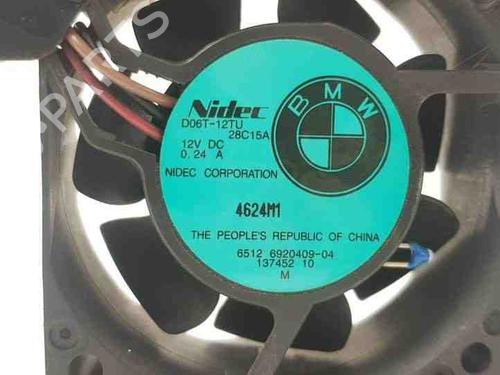 Nidec
BMW
D06T-12TU
28C15A
12V DC
0.24 A
NIDEC CORPORATION
4624M1
THE PEOPLE'S REPUBLIC OF CHINA
6512 6920409-04
137452 10
M